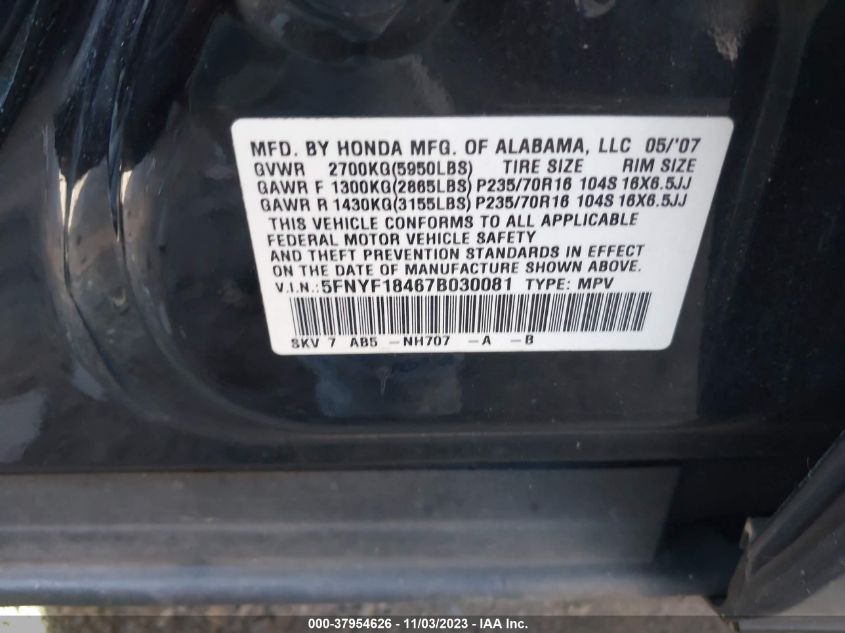 MFD. BY HONDA MFG. OF ALABAMA, LLC 05/'07
GVWR 2700KG(5950LBS) TIRE SIZE RIM SIZE
GAWR F 1300KG(2865LBS) P235/70R16 104S 16X6.5JJ
GAWR R 1430KG(3155LBS) P235/70R16 104S 16X6.5JJ
THIS VEHICLE CONFORMS TO ALL APPLICABLE
FEDERAL MOTOR VEHICLE SAFETY
AND THEFT PREVENTION STANDARDS IN EFFECT
ON THE DATE OF MANUFACTURE SHOWN ABOVE.
V.I.N.:5FNYF18467B030081 TYPE: MPV
SKV 7 AB5 -NH707 -A -B
000-37954626 - 11/03/2023 - IAA Inc.